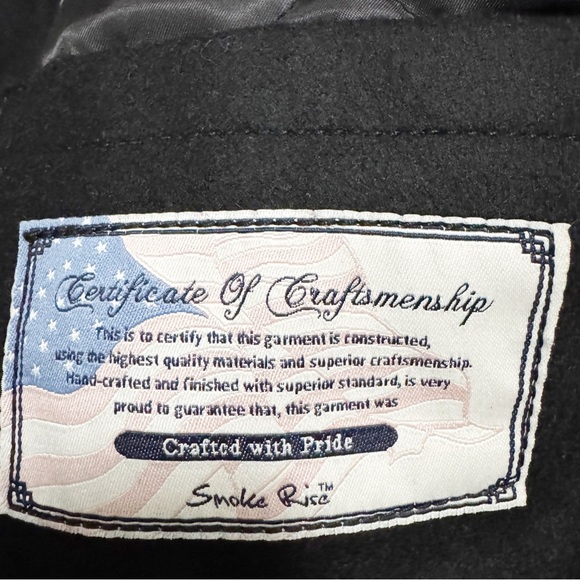 Certificate Of Craftsmenship
This is to certify that this garment is constructed,
using the highest quality materials and superior craftsmenship.
Hand-crafted and finished with superior standard, is very
proud to guarantee that, this garment was
Crafted with Pride
Smoke Rise™